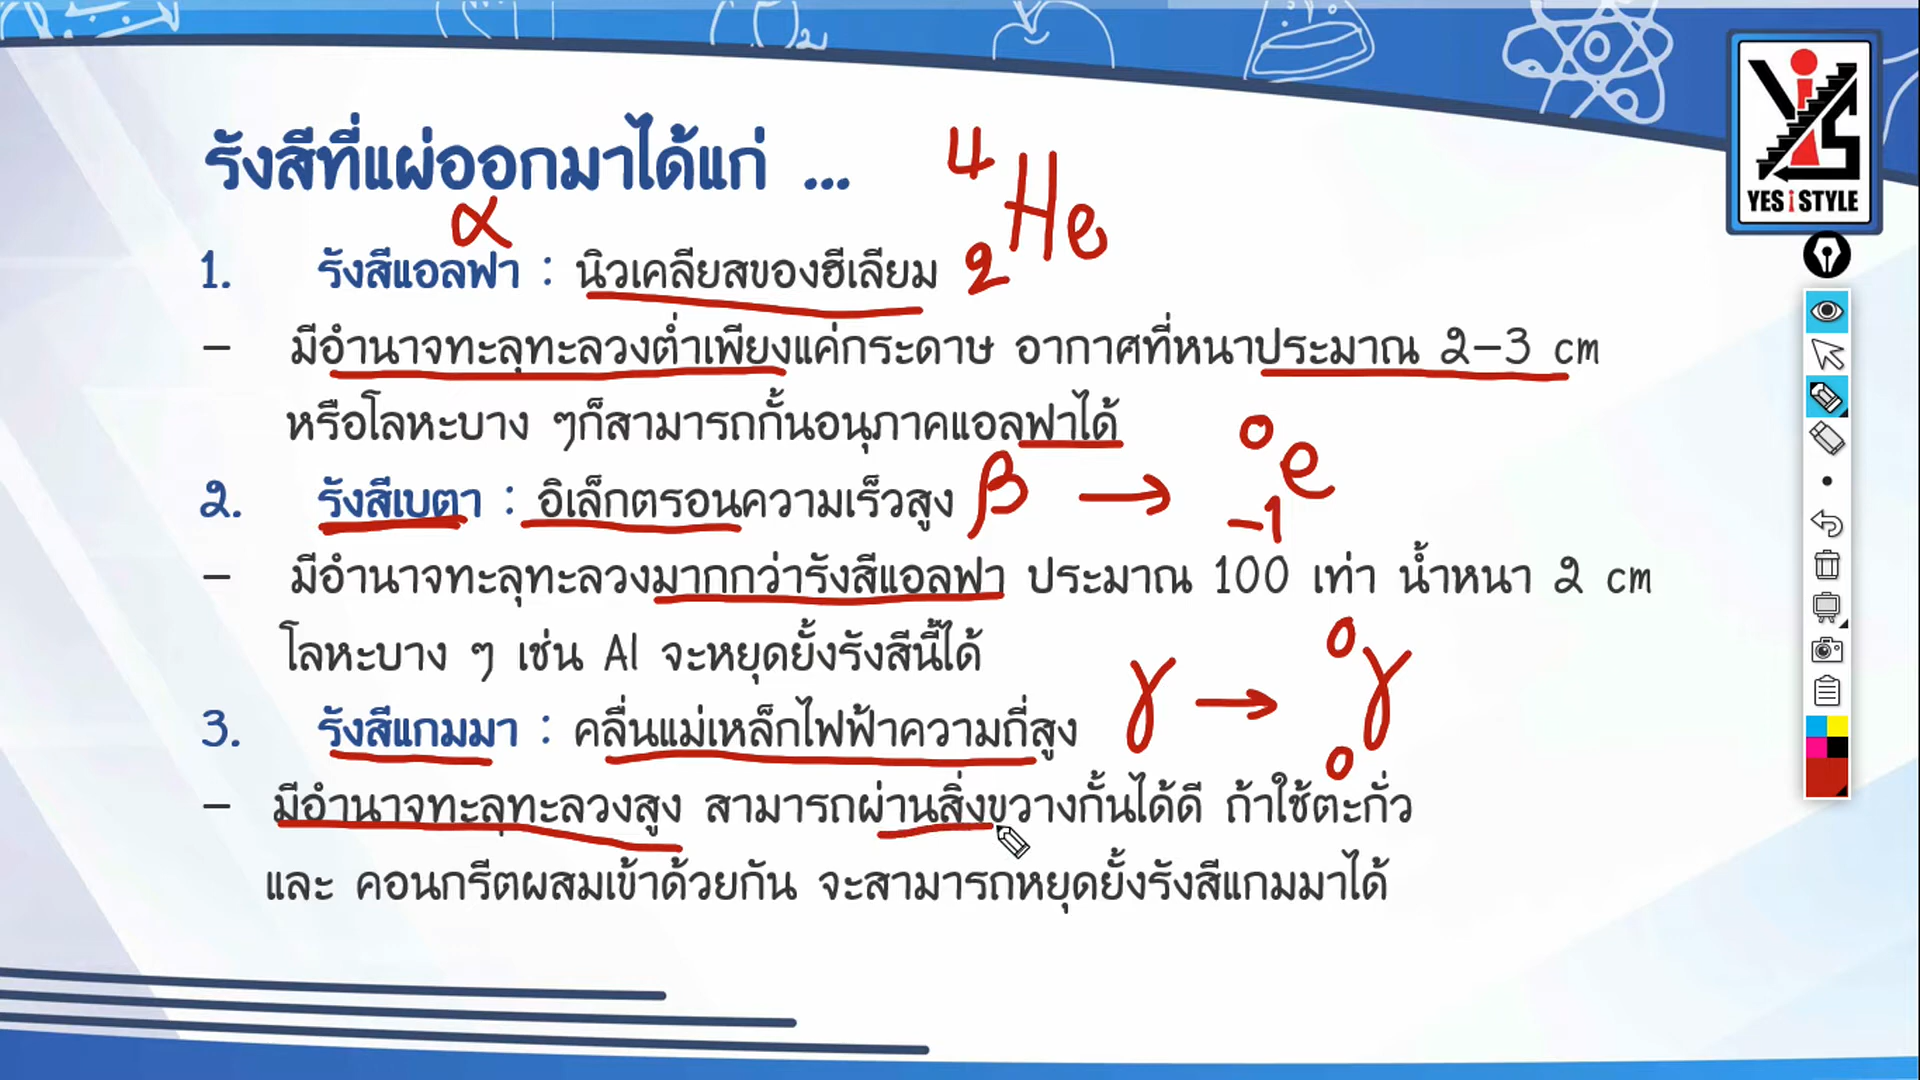 รังสีที่แผ่ออกมาได้แก่ ...
⁴₂He
α
1. รังสีแอลฟา : นิวเคลียสของฮีเลียม
- มีอำนาจทะลุทะลวงต่ำเพียงแค่กระดาษ อากาศที่หนาประมาณ 2-3 cm
หรือโลหะบาง ๆก็สามารถกั้นอนุภาคแอลฟาได้
2. รังสีเบตา : อิเล็กตรอนความเร็วสูง β → ⁰₋₁e
- มีอำนาจทะลุทะลวงมากกว่ารังสีแอลฟา ประมาณ 100 เท่า น้ำหนา 2 cm
โลหะบาง ๆ เช่น Al จะหยุดยั้งรังสีนี้ได้
3. รังสีแกมมา : คลื่นแม่เหล็กไฟฟ้าความถี่สูง γ → ⁰₀γ
- มีอำนาจทะลุทะลวงสูง สามารถผ่านสิ่งขวางกั้นได้ดี ถ้าใช้ตะกั่ว
และ คอนกรีตผสมเข้าด้วยกัน จะสามารถหยุดยั้งรังสีแกมมาได้
YiS
YES i STYLE